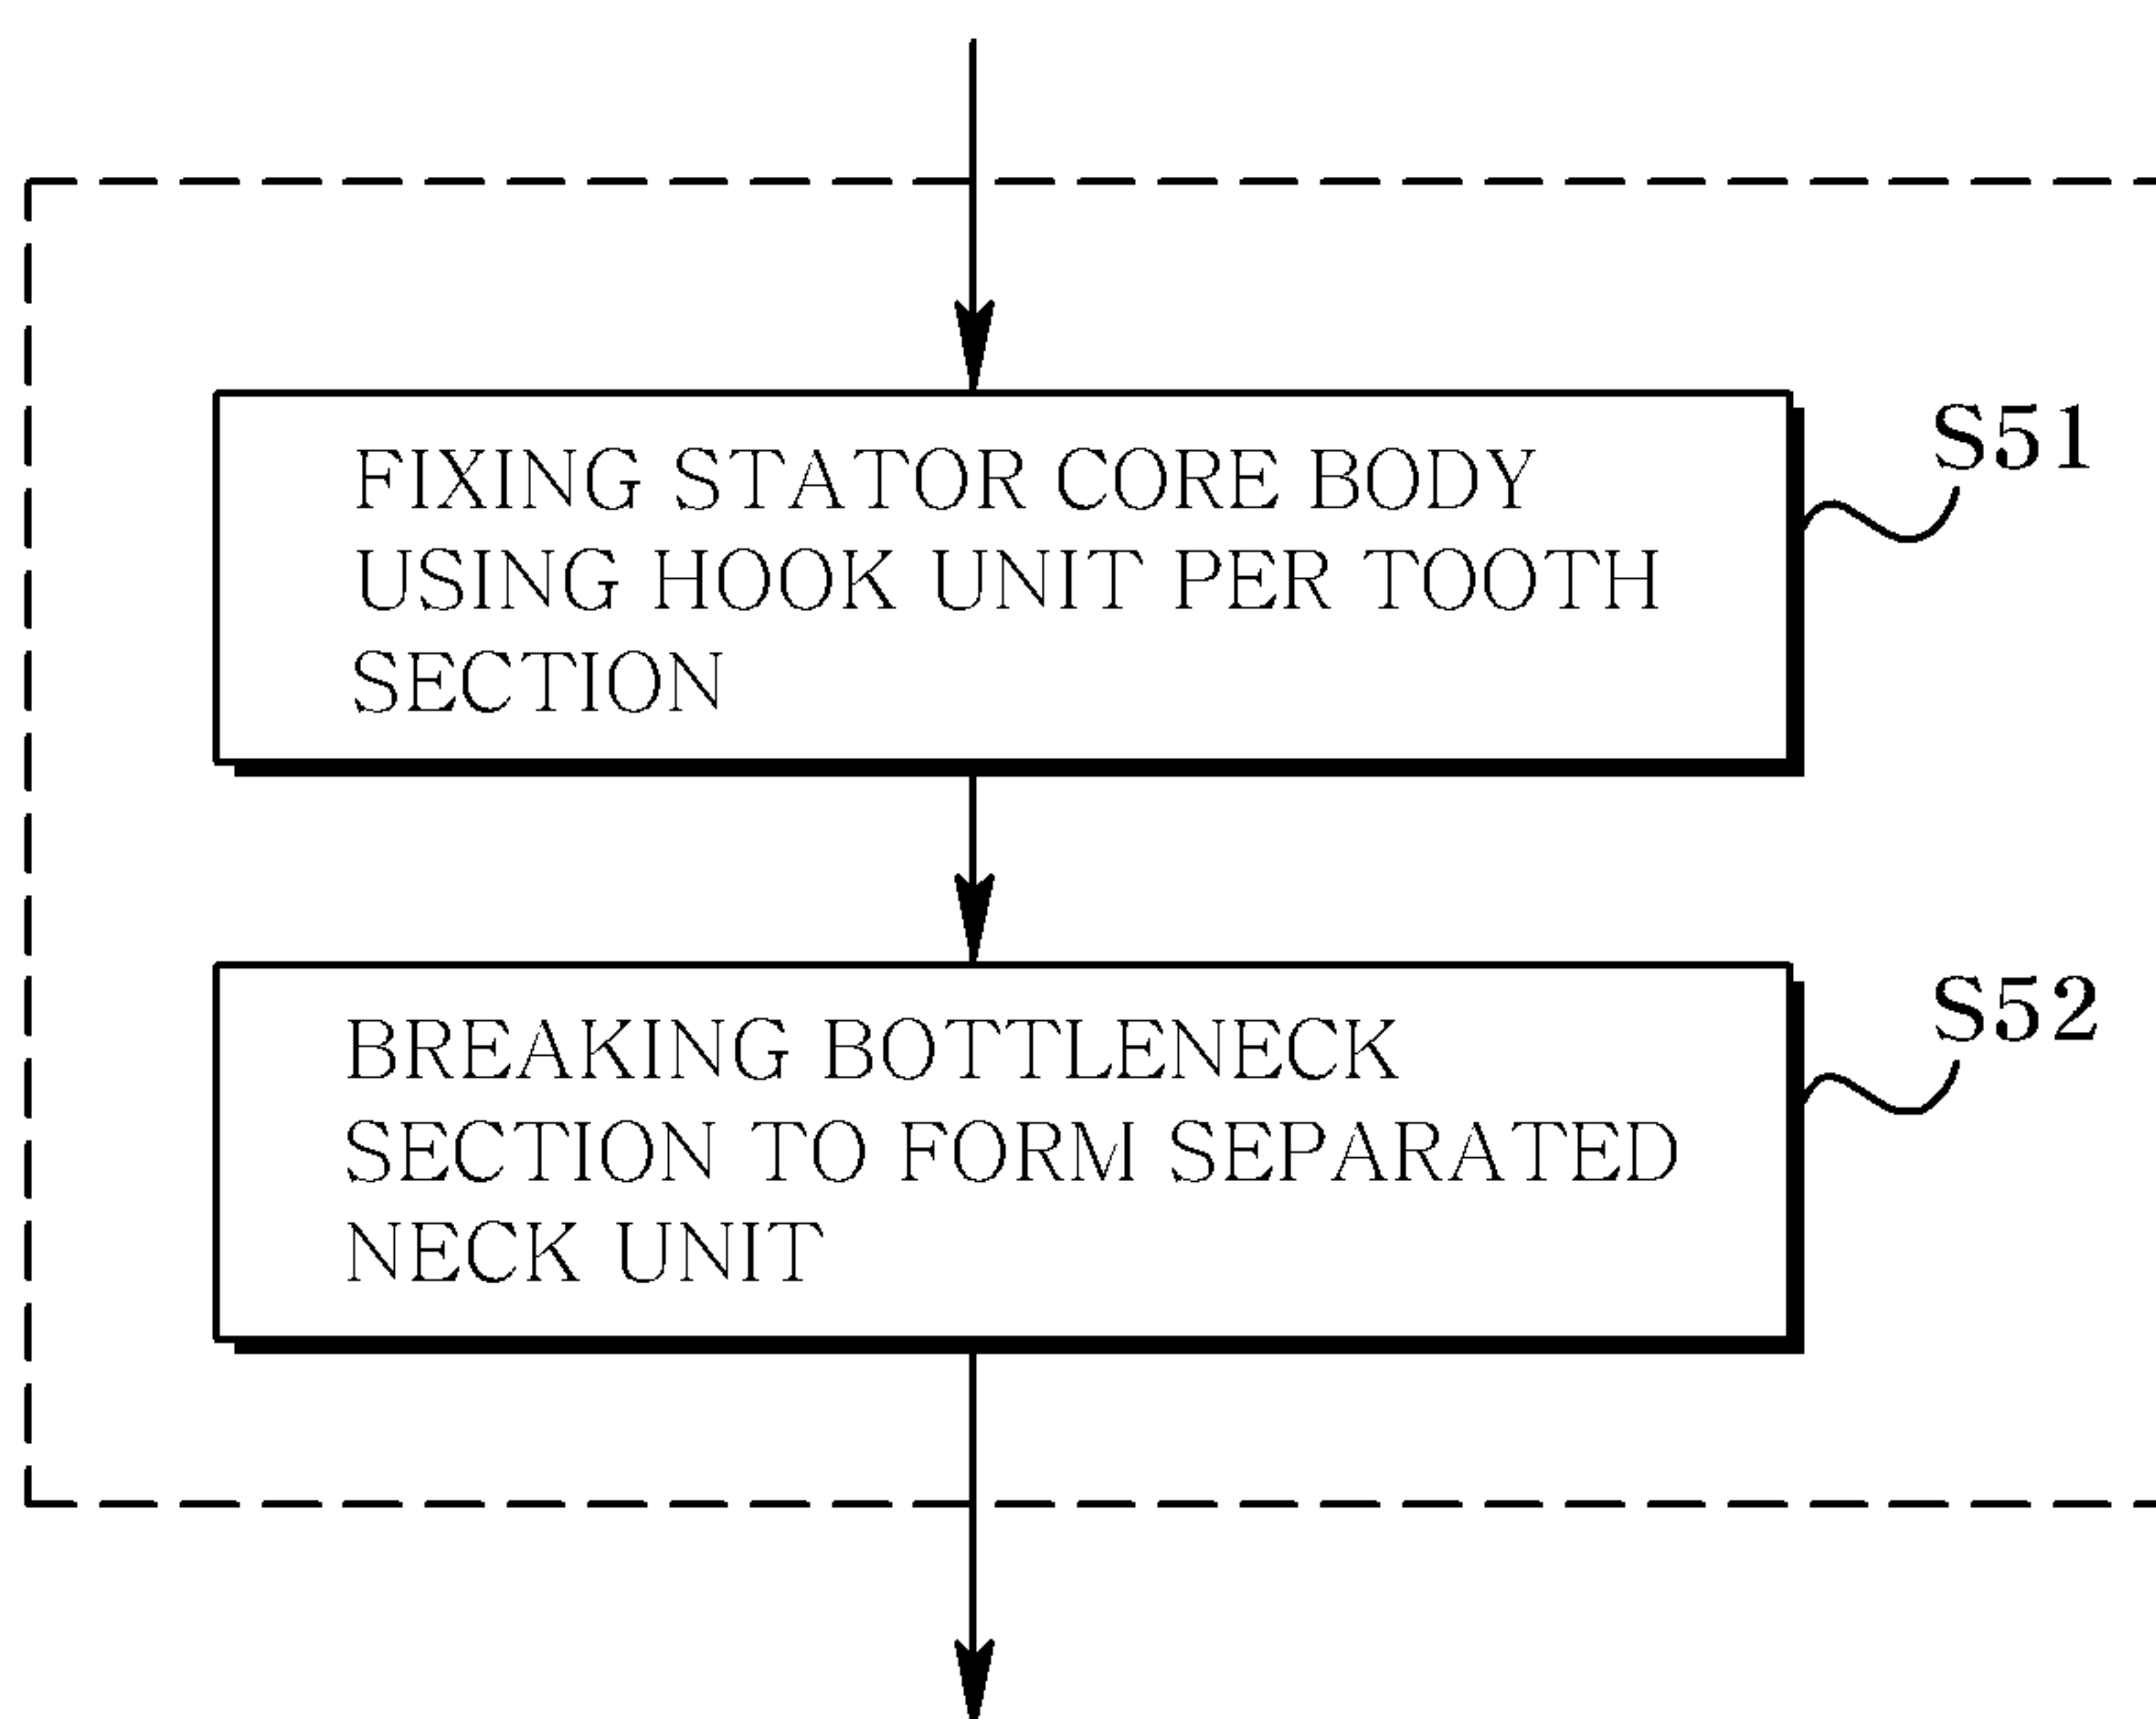 FIXING STATOR CORE BODY
USING HOOK UNIT PER TOOTH
SECTION
S51
BREAKING BOTTLENECK
SECTION TO FORM SEPARATED
NECK UNIT
S52